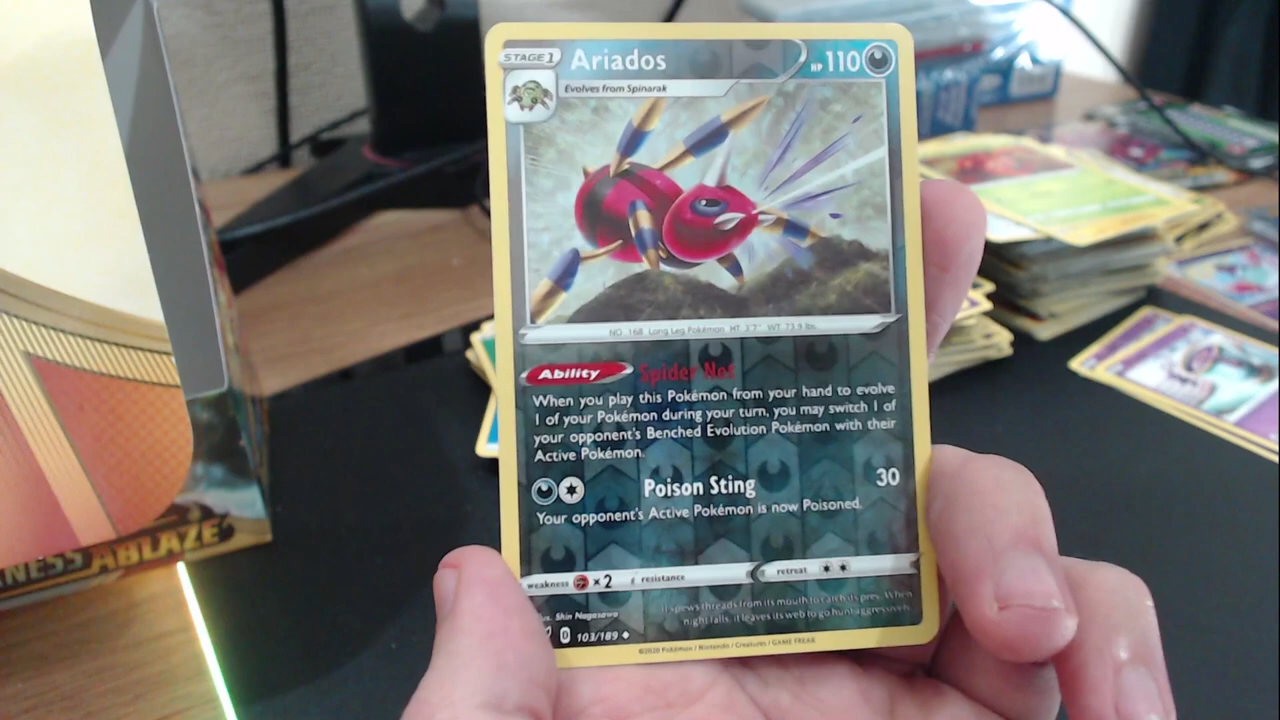 STAGE 1
Ariados
HP 110
Evolves from Spinarak
NO. 168 Long Leg Pokémon HT 3'7" WT 73.9 lbs.
Ability Spider Net
When you play this Pokémon from your hand to evolve
1 of your Pokémon during your turn, you may switch 1 of
your opponent's Benched Evolution Pokémon with their
Active Pokémon.
Poison Sting 30
Your opponent's Active Pokémon is now Poisoned.
weakness ×2 resistance retreat
Illus. Shin Nagasawa
It spews threads from its mouth to catch its prey. When
night falls, it leaves its web to go hunt aggressively.
103/189
©2020 Pokémon / Nintendo / Creatures / GAME FREAK
NESS ABLAZE